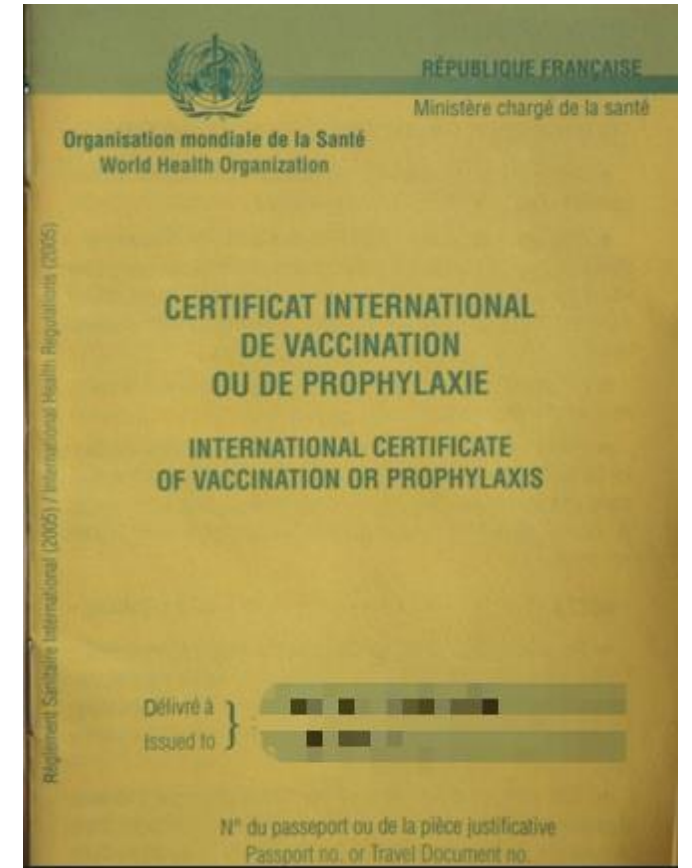 RÉPUBLIQUE FRANÇAISE
Ministère chargé de la santé
Organisation mondiale de la Santé
World Health Organization
Règlement Sanitaire International (2005) / International Health Regulations (2005)
CERTIFICAT INTERNATIONAL
DE VACCINATION
OU DE PROPHYLAXIE
INTERNATIONAL CERTIFICATE
OF VACCINATION OR PROPHYLAXIS
Délivré à
Issued to
N° du passeport ou de la pièce justificative
Passport no. or Travel Document no.